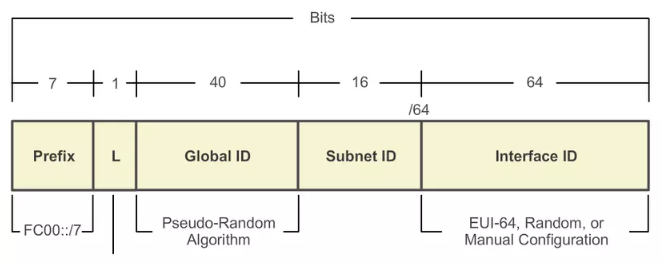 Bits
7 1 40 16 64
/64
Prefix L Global ID Subnet ID Interface ID
FC00::/7
Pseudo-Random
Algorithm
EUI-64, Random, or
Manual Configuration